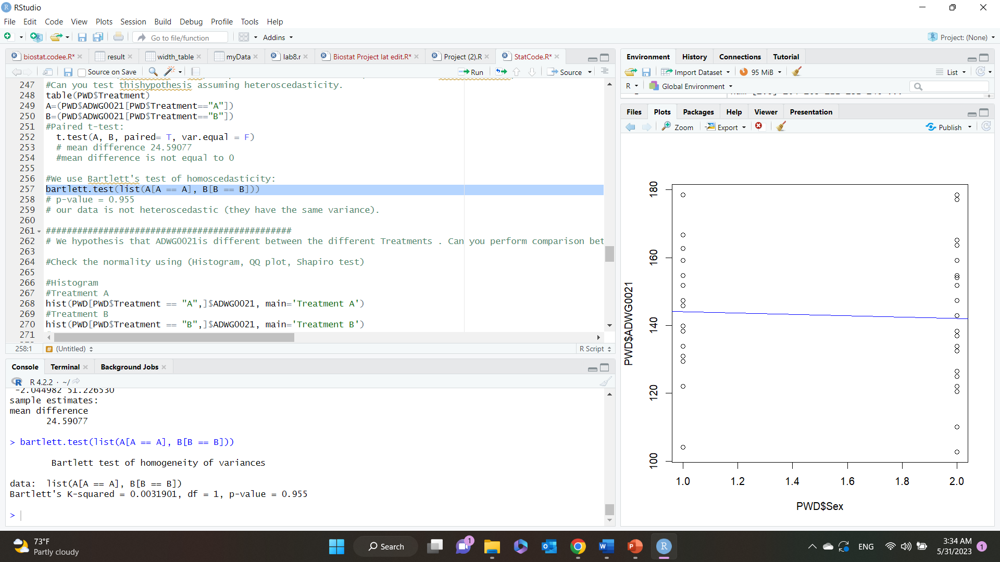 RStudio
File Edit Code View Plots Session Build Debug Profile Tools Help
Go to file/function Addins Project: (None)
biostat.codee.R* result width_table myData lab8.r Biostat Project lat edit.R* Project (2).R StatCode.R*
Source on Save Run Source
247 #Can you test thishypothesis assuming heteroscedasticity.
248 table(PWD$Treatment)
249 A=(PWD$ADWG0021[PWD$Treatment=="A"])
250 B=(PWD$ADWG0021[PWD$Treatment=="B"])
251 #Paired t-test:
252 t.test(A, B, paired= T, var.equal = F)
253 # mean difference 24.59077
254 #mean difference is not equal to 0
255
256 #We use Bartlett's test of homoscedasticity:
257 bartlett.test(list(A[A == A], B[B == B]))
258 # p-value = 0.955
259 # our data is not heteroscedastic (they have the same variance).
260
261 ###############################################
262 # We hypothesis that ADWG0021is different between the different Treatments . Can you perform comparison bet
263
264 #Check the normality using (Histogram, QQ plot, Shapiro test)
265
266 #Histogram
267 #Treatment A
268 hist(PWD[PWD$Treatment == "A",]$ADWG0021, main='Treatment A')
269 #Treatment B
270 hist(PWD[PWD$Treatment == "B",]$ADWG0021, main='Treatment B')
271
258:1 (Untitled) R Script
Console Terminal Background Jobs
R 4.2.2 · ~/
-2.044982 51.226530
sample estimates:
mean difference
24.59077
> bartlett.test(list(A[A == A], B[B == B]))
Bartlett test of homogeneity of variances
data: list(A[A == A], B[B == B])
Bartlett's K-squared = 0.0031901, df = 1, p-value = 0.955
>
Environment History Connections Tutorial
Import Dataset 95 MiB List
R Global Environment
Files Plots Packages Help Viewer Presentation
Zoom Export Publish
180
160
140
120
100
PWD$ADWG0021
1.0 1.2 1.4 1.6 1.8 2.0
PWD$Sex
73°F
Partly cloudy
Search
1
ENG
3:34 AM
5/31/2023
1